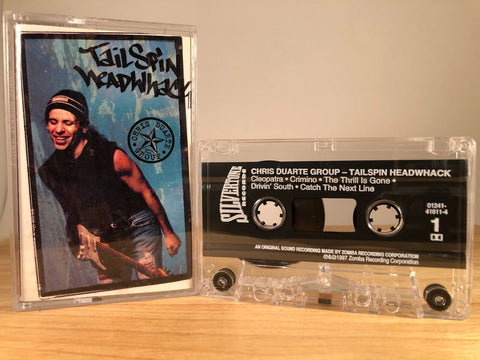 Tailspin
Headwhack
CHRIS DUARTE GROUP
SILVERTONE
RECORDS
CHRIS DUARTE GROUP – TAILSPIN HEADWHACK
Cleopatra • Crimino • The Thrill Is Gone •
Drivin' South • Catch The Next Line
01241-
41611-4
1
AN ORIGINAL SOUND RECORDING MADE BY ZOMBA RECORDING CORPORATION
℗&©1997 Zomba Recording Corporation